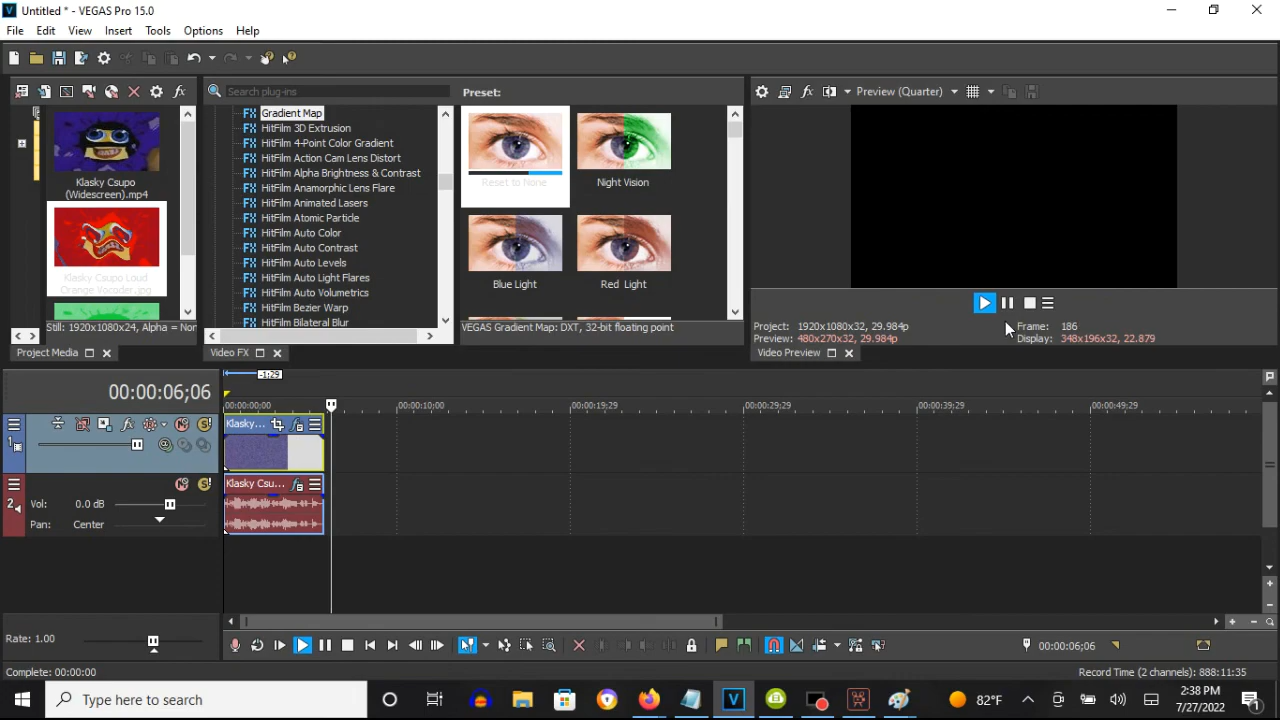 Untitled * - VEGAS Pro 15.0
File Edit View Insert Tools Options Help
Search plug-ins
Preset:
Preview (Quarter)
Klasky Csupo
(Widescreen).mp4
Klasky Csupo Loud
Orange Vocoder.jpg
Still: 1920x1080x24, Alpha = Non
Project Media
Gradient Map
HitFilm 3D Extrusion
HitFilm 4-Point Color Gradient
HitFilm Action Cam Lens Distort
HitFilm Alpha Brightness & Contrast
HitFilm Anamorphic Lens Flare
HitFilm Animated Lasers
HitFilm Atomic Particle
HitFilm Auto Color
HitFilm Auto Contrast
HitFilm Auto Levels
HitFilm Auto Light Flares
HitFilm Auto Volumetrics
HitFilm Bezier Warp
HitFilm Bilateral Blur
Video FX
Reset to None
Night Vision
Blue Light
Red Light
VEGAS Gradient Map: DXT, 32-bit floating point
Project: 1920x1080x32, 29.984p
Frame: 186
Preview: 480x270x32, 29.984p
Display: 348x196x32, 22.879
Video Preview
00:00:06;06
-1:29
00:00:00;00 00:00:10;00 00:00:19;29 00:00:29;29 00:00:39;29 00:00:49;29
1
Klasky...
2
Klasky Csu...
Vol: 0.0 dB
Pan: Center
Rate: 1.00
00:00:06;06
Complete: 00:00:00
Record Time (2 channels): 888:11:35
Type here to search
82°F
2:38 PM
7/27/2022
1